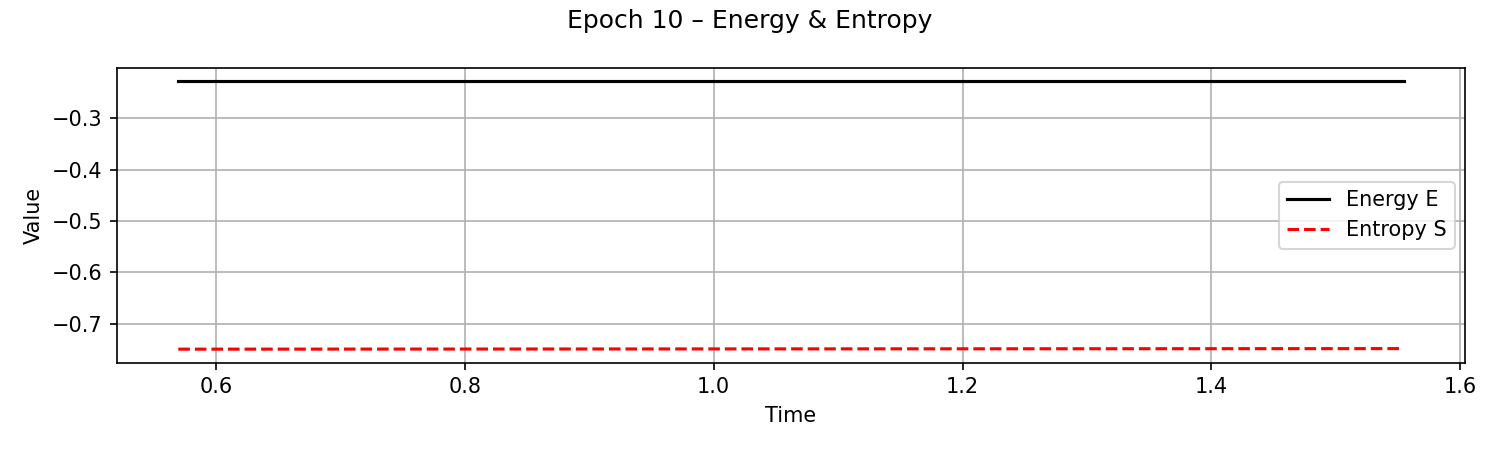 Epoch 10 – Energy & Entropy
Value
−0.3
−0.4
−0.5
−0.6
−0.7
Energy E
Entropy S
0.6 0.8 1.0 1.2 1.4 1.6
Time